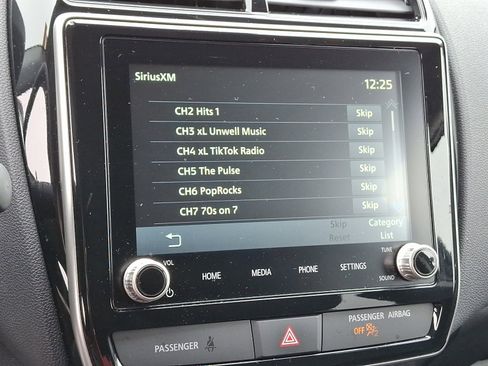 SiriusXM 12:25
CH2 Hits 1 Skip
CH3 xL Unwell Music Skip
CH4 xL TikTok Radio Skip
CH5 The Pulse Skip
CH6 PopRocks Skip
CH7 70s on 7 Skip
Skip Category
Reset List
VOL HOME MEDIA PHONE SETTINGS TUNE
SOUND
PASSENGER
PASSENGER AIRBAG
OFF